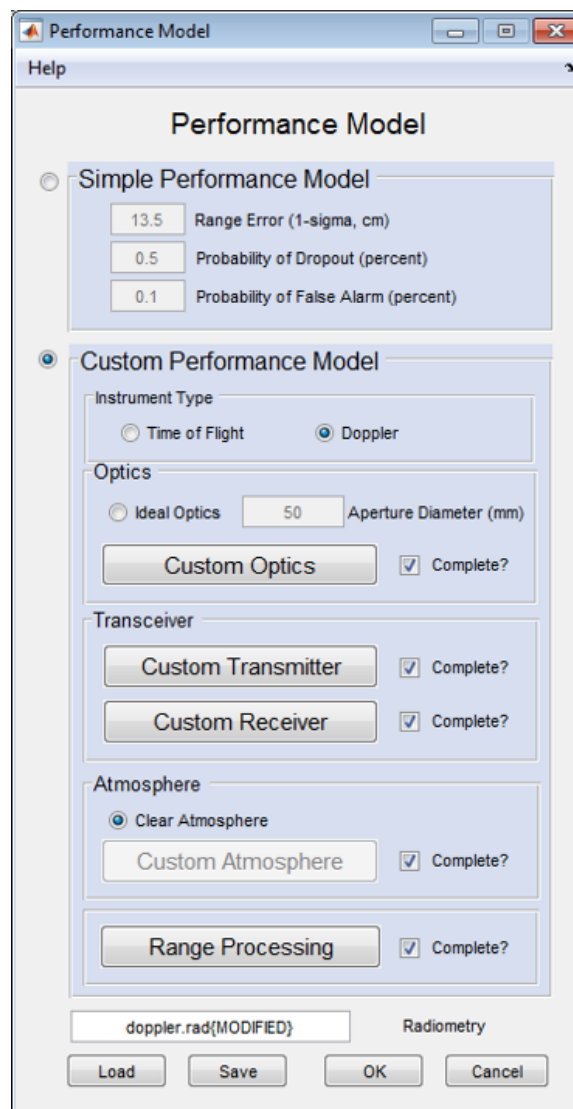 Performance Model
Help
Performance Model
Simple Performance Model
13.5 Range Error (1-sigma, cm)
0.5 Probability of Dropout (percent)
0.1 Probability of False Alarm (percent)
Custom Performance Model
Instrument Type
Time of Flight Doppler
Optics
Ideal Optics 50 Aperture Diameter (mm)
Custom Optics Complete?
Transceiver
Custom Transmitter Complete?
Custom Receiver Complete?
Atmosphere
Clear Atmosphere
Custom Atmosphere Complete?
Range Processing Complete?
doppler.rad{MODIFIED} Radiometry
Load Save OK Cancel